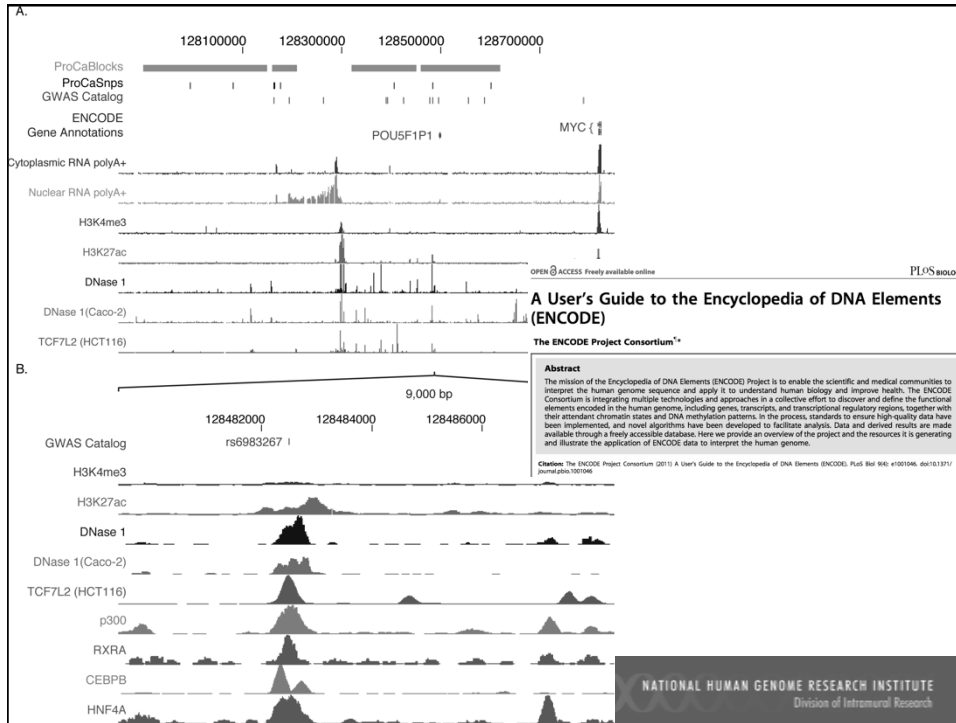 A.
128100000 128300000 128500000 128700000
ProCaBlocks
ProCaSnps
GWAS Catalog
ENCODE
Gene Annotations
POU5F1P1
MYC {
Cytoplasmic RNA polyA+
Nuclear RNA polyA+
H3K4me3
H3K27ac
DNase 1
DNase 1(Caco-2)
TCF7L2 (HCT116)
OPEN ACCESS Freely available online
PLoS BIOLO
A User's Guide to the Encyclopedia of DNA Elements
(ENCODE)
The ENCODE Project Consortium¶*
Abstract
The mission of the Encyclopedia of DNA Elements (ENCODE) Project is to enable the scientific and medical communities to
interpret the human genome sequence and apply it to understand human biology and improve health. The ENCODE
Consortium is integrating multiple technologies and approaches in a collective effort to discover and define the functional
elements encoded in the human genome, including genes, transcripts, and transcriptional regulatory regions, together with
their attendant chromatin states and DNA methylation patterns. In the process, standards to ensure high-quality data have
been implemented, and novel algorithms have been developed to facilitate analysis. Data and derived results are made
available through a freely accessible database. Here we provide an overview of the project and the resources it is generating
and illustrate the application of ENCODE data to interpret the human genome.
Citation: The ENCODE Project Consortium (2011) A User's Guide to the Encyclopedia of DNA Elements (ENCODE). PLoS Biol 9(4): e1001046. doi:10.1371/
journal.pbio.1001046
B.
9,000 bp
128482000 128484000 128486000
GWAS Catalog
rs6983267
H3K4me3
H3K27ac
DNase 1
DNase 1(Caco-2)
TCF7L2 (HCT116)
p300
RXRA
CEBPB
HNF4A
NATIONAL HUMAN GENOME RESEARCH INSTITUTE
Division of Intramural Research